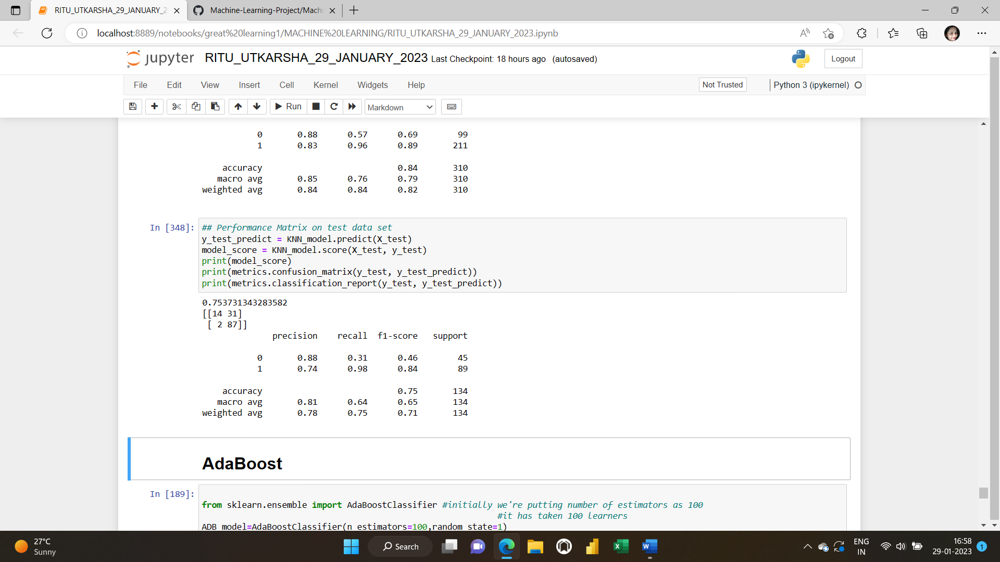 RITU_UTKARSHA_29_JANUARY_2
Machine-Learning-Project/Machi
localhost:8889/notebooks/great%20learning1/MACHINE%20LEARNING/RITU_UTKARSHA_29_JANUARY_2023.ipynb
jupyter RITU_UTKARSHA_29_JANUARY_2023 Last Checkpoint: 18 hours ago (autosaved)
Logout
File Edit View Insert Cell Kernel Widgets Help
Not Trusted
Python 3 (ipykernel)
Run
Markdown
0 0.88 0.57 0.69 99
1 0.83 0.96 0.89 211
accuracy 0.84 310
macro avg 0.85 0.76 0.79 310
weighted avg 0.84 0.84 0.82 310
In [348]:
## Performance Matrix on test data set
y_test_predict = KNN_model.predict(X_test)
model_score = KNN_model.score(X_test, y_test)
print(model_score)
print(metrics.confusion_matrix(y_test, y_test_predict))
print(metrics.classification_report(y_test, y_test_predict))
0.753731343283582
[[14 31]
[ 2 87]]
precision recall f1-score support
0 0.88 0.31 0.46 45
1 0.74 0.98 0.84 89
accuracy 0.75 134
macro avg 0.81 0.64 0.65 134
weighted avg 0.78 0.75 0.71 134
AdaBoost
In [189]:
from sklearn.ensemble import AdaBoostClassifier #initially we're putting number of estimators as 100
#it has taken 100 learners
ADB_model=AdaBoostClassifier(n_estimators=100,random_state=1)
27°C
Sunny
Search
ENG
IN
16:58
29-01-2023
1